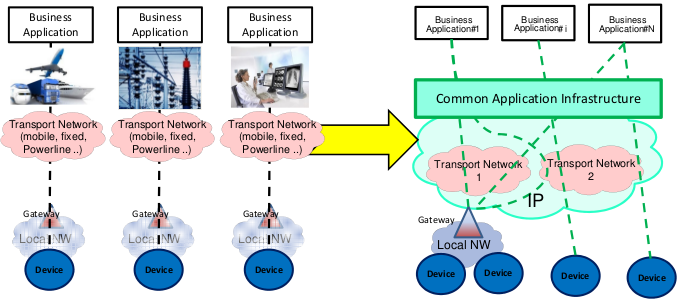 Business
Application
Business
Application
Business
Application
Transport Network
(mobile, fixed,
Powerline ..)
Transport Network
(mobile, fixed,
Powerline ..)
Transport Network
(mobile, fixed,
Powerline ..)
Gateway
Local NW
Device
Gateway
Local NW
Device
Gateway
Local NW
Device
Business
Application#1
Business
Application# i
Business
Application#N
Common Application Infrastructure
Transport Network
1
Transport Network
2
IP
Gateway
Local NW
Device
Device
Device
Device